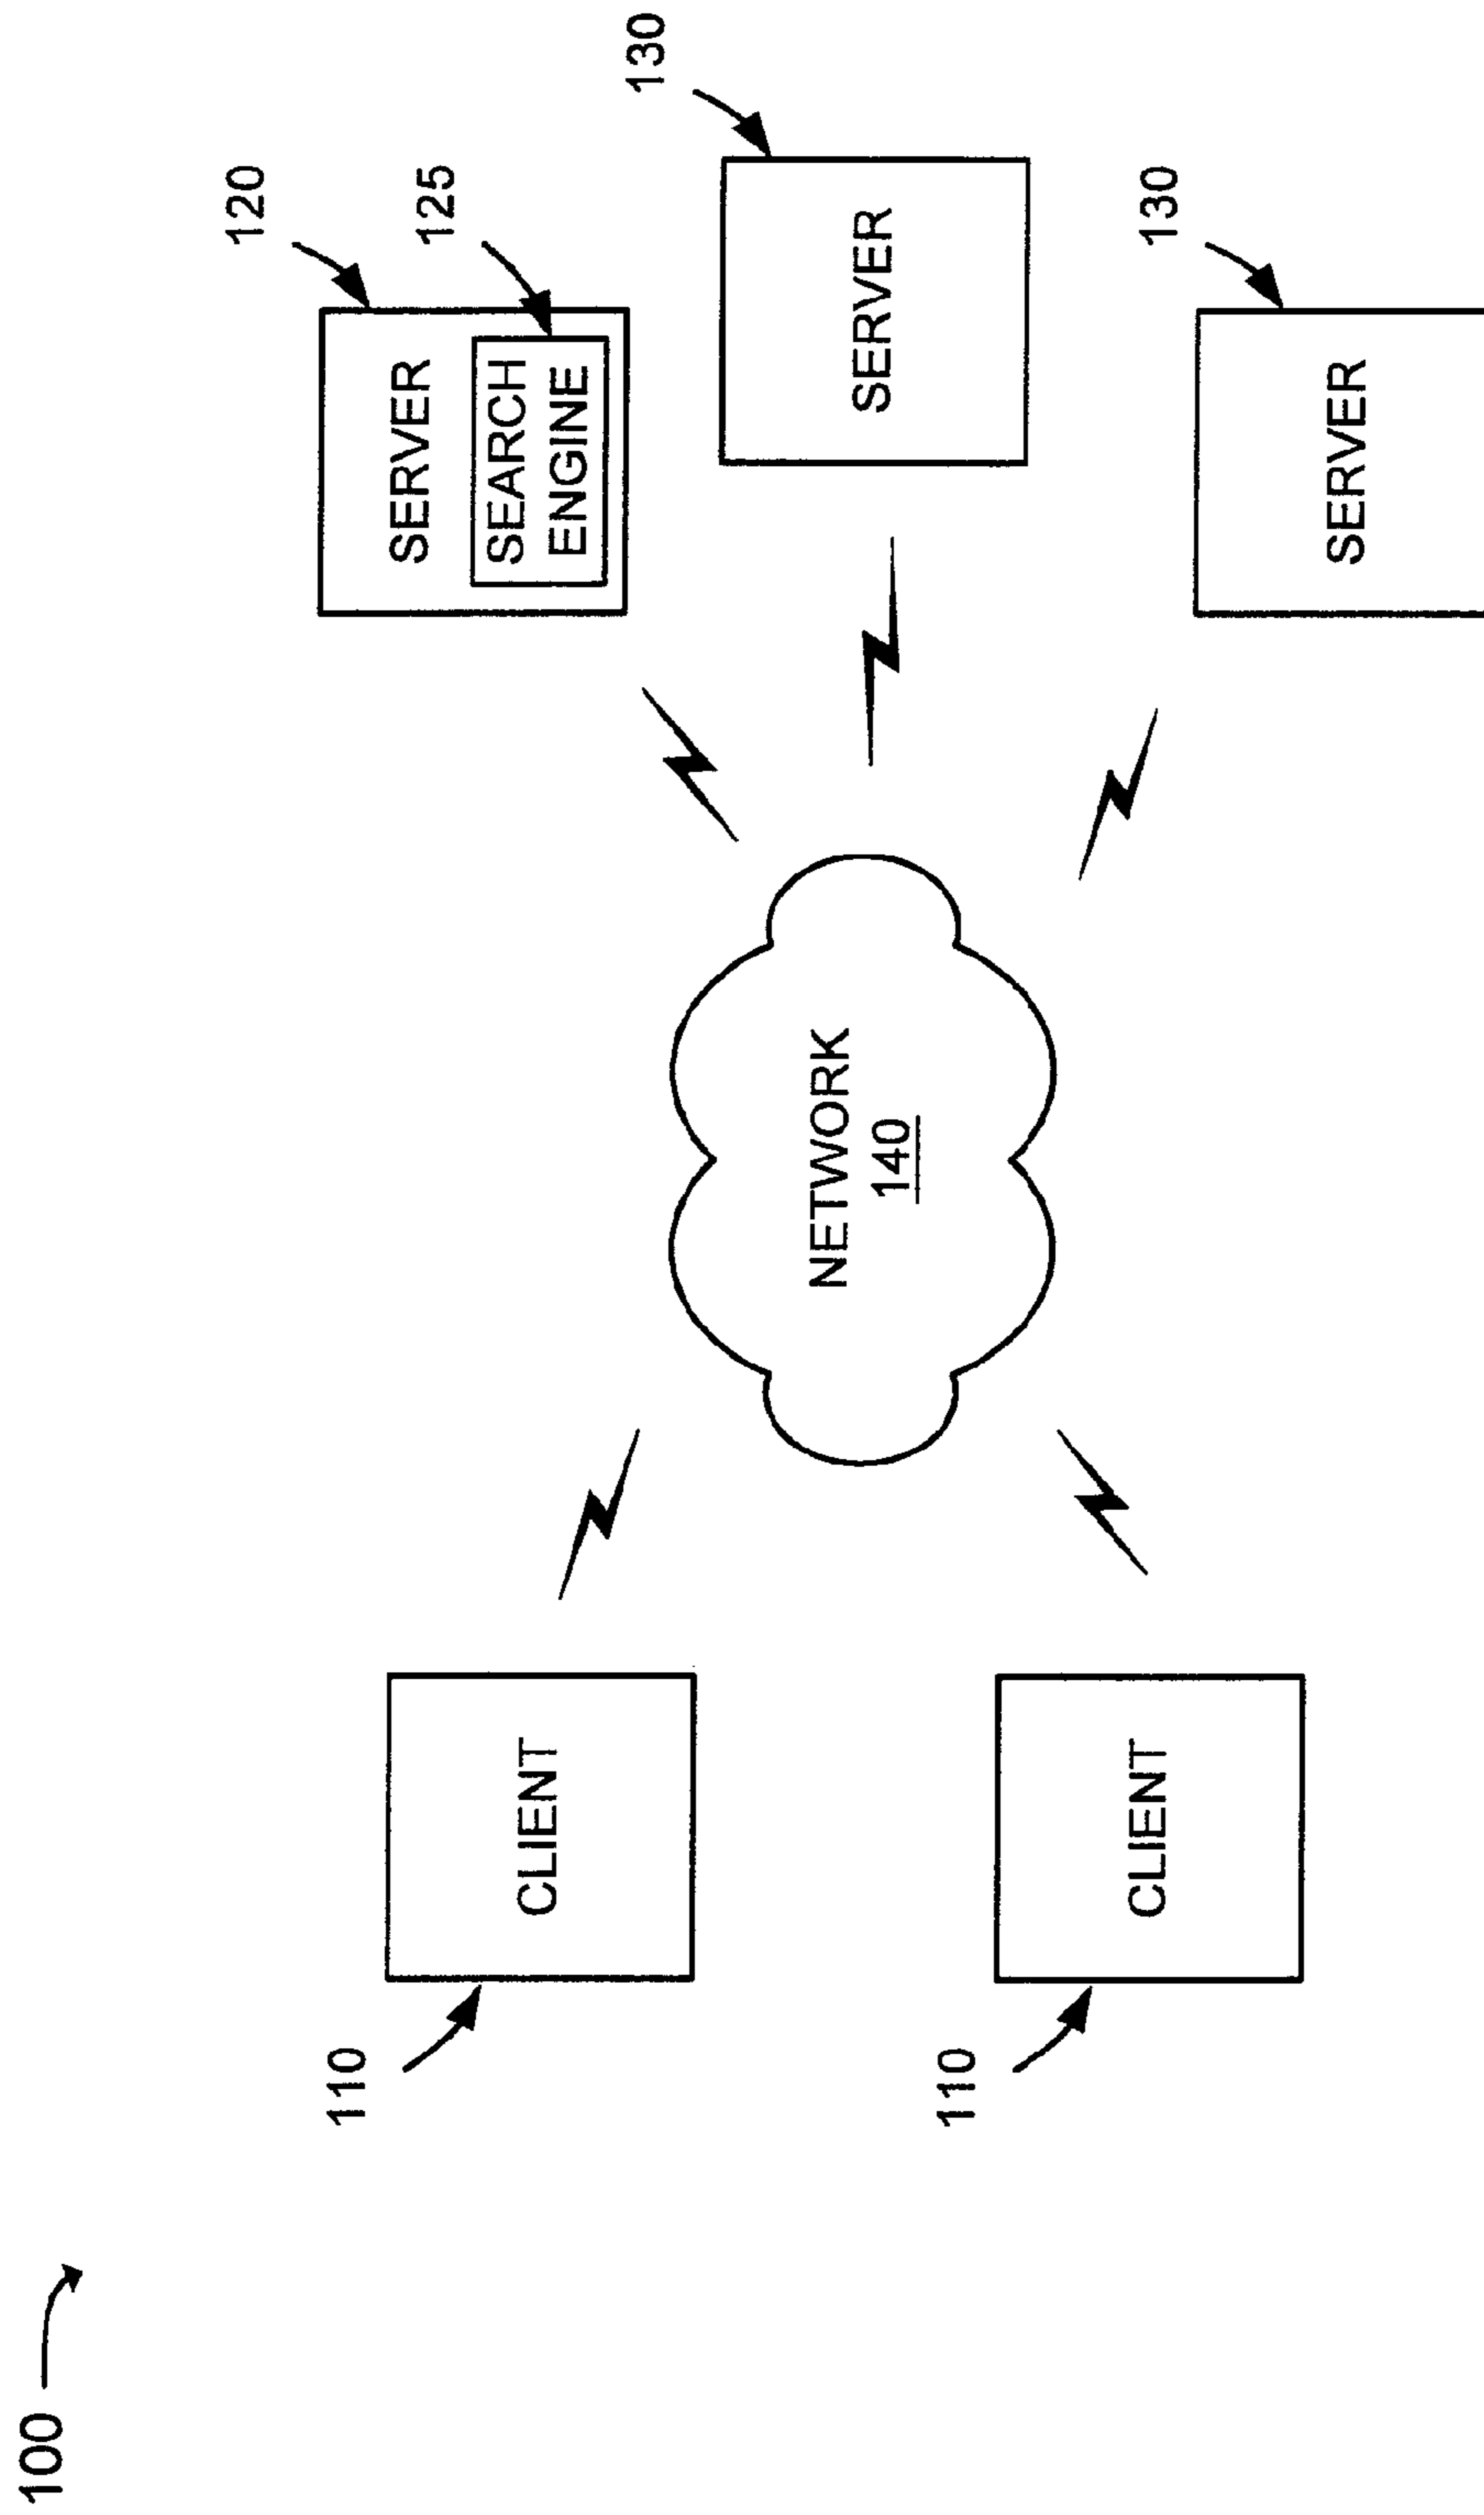 100
110
CLIENT
110
CLIENT
NETWORK
140
120
SERVER
125
SEARCH
ENGINE
130
SERVER
130
SERVER